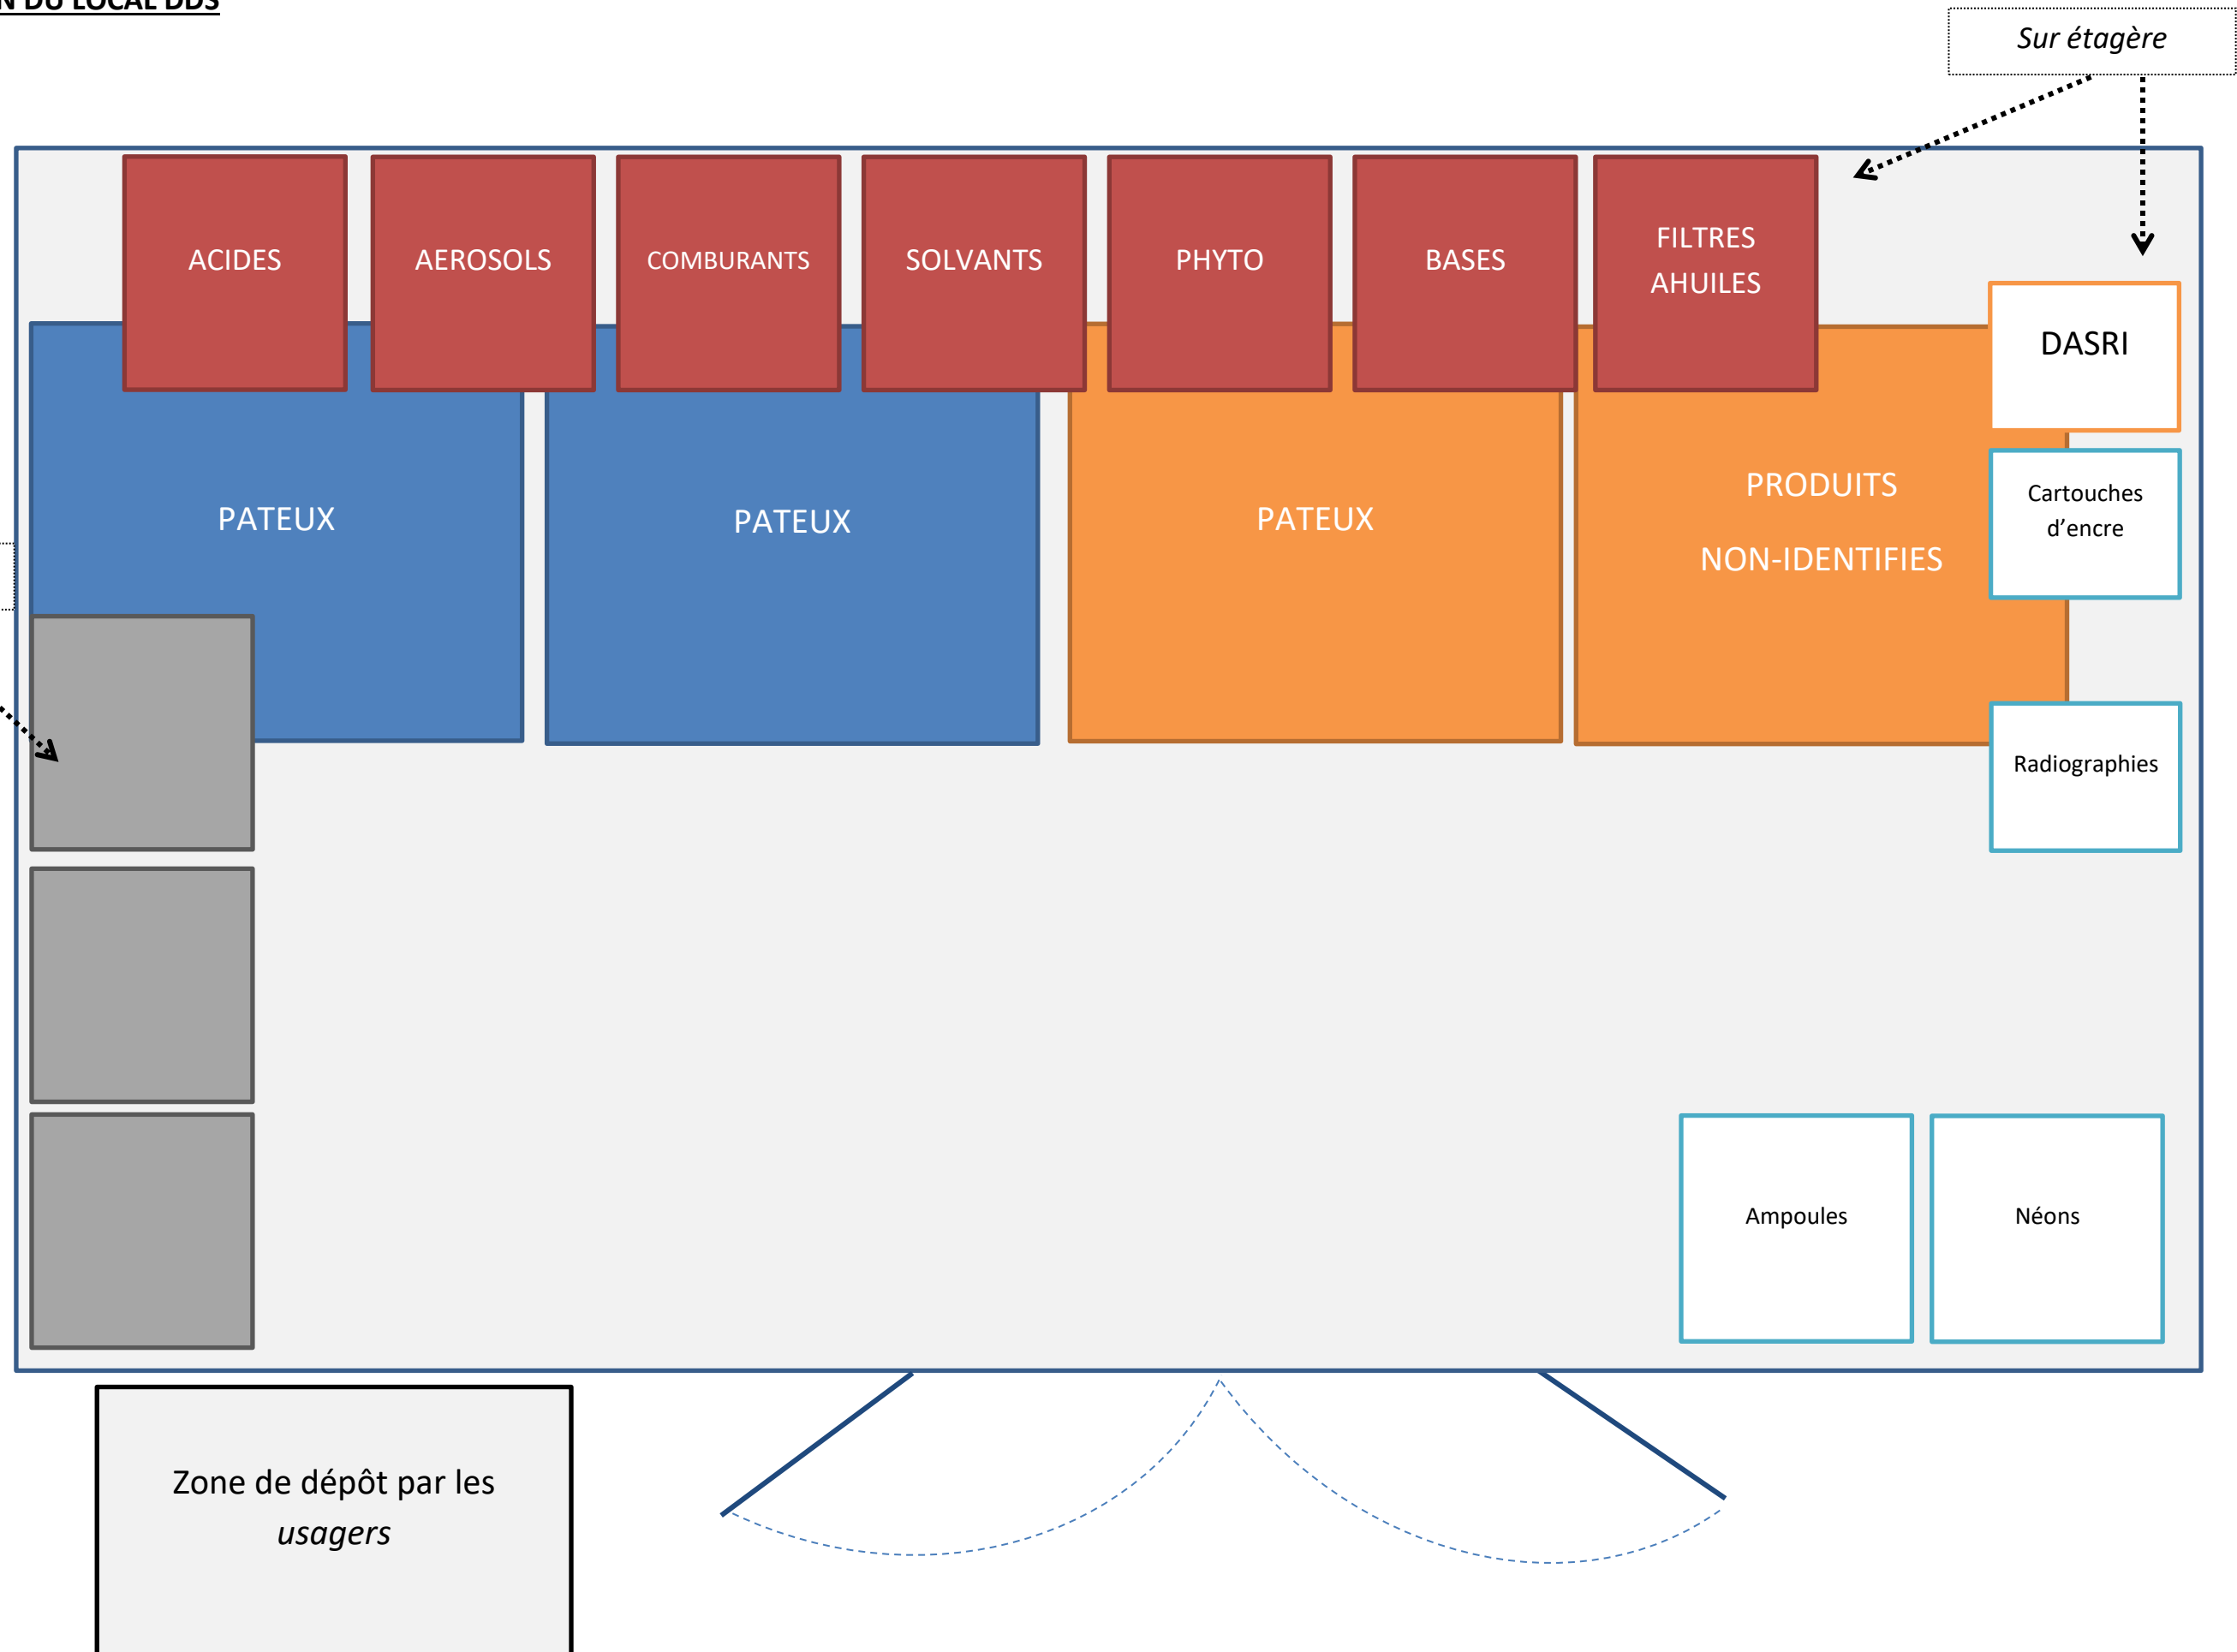 DU LOCAL DDS
Sur étagère
ACIDES
AEROSOLS
COMBURANTS
SOLVANTS
PHYTO
BASES
FILTRES
AHUILES
DASRI
PATEUX
PATEUX
PATEUX
PRODUITS
NON-IDENTIFIES
Cartouches
d’encre
Radiographies
Ampoules
Néons
Zone de dépôt par les
usagers